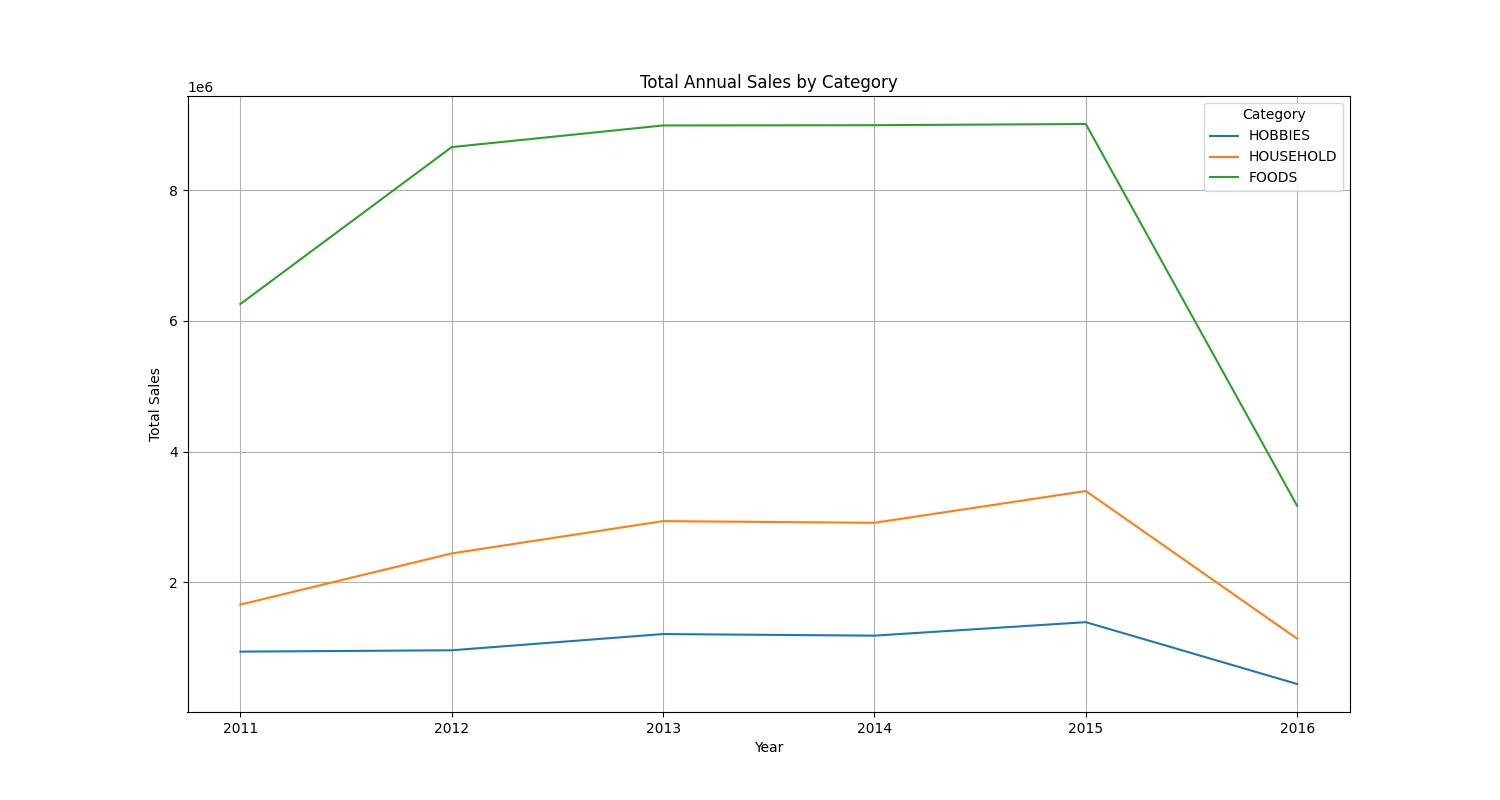 Total Annual Sales by Category
1e6
Category
HOBBIES
HOUSEHOLD
FOODS
8
6
4
2
Total Sales
2011 2012 2013 2014 2015 2016
Year